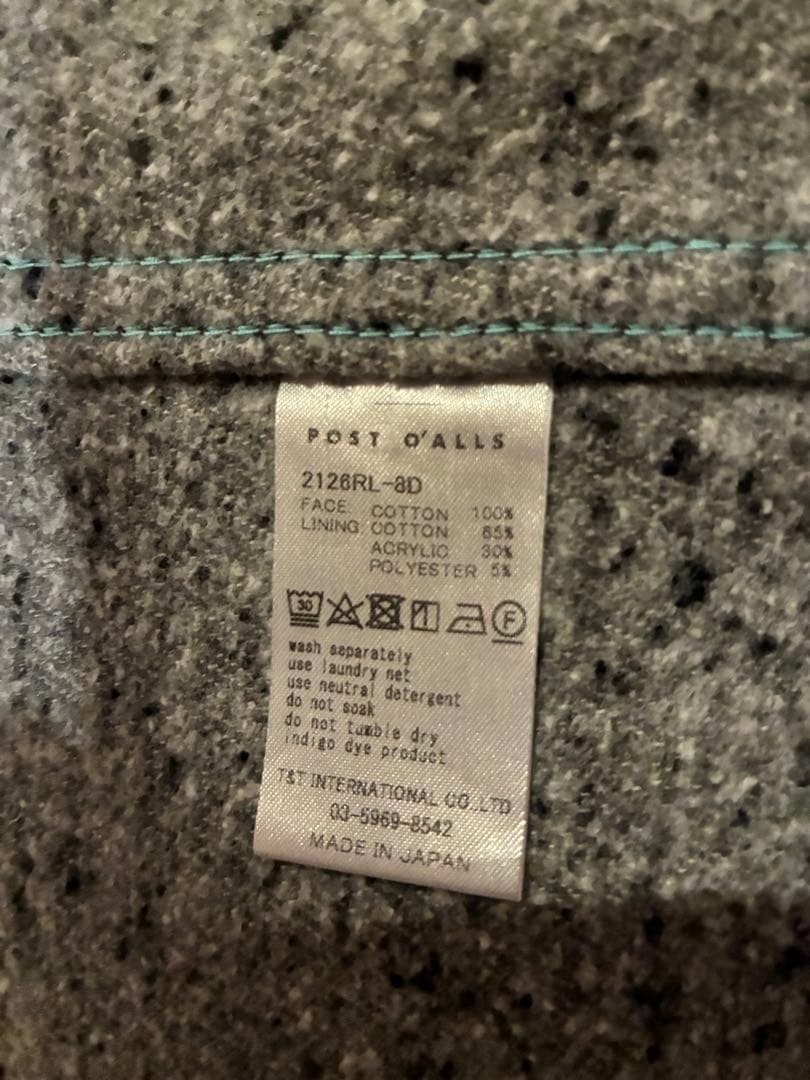 POST O'ALLS
2126RL-8D
FACE: COTTON 100%
LINING: COTTON 65%
ACRYLIC 30%
POLYESTER 5%
30 F
wash separately
use laundry net
use neutral detergent
do not soak
do not tumble dry
indigo dye product
T&T INTERNATIONAL CO.,LTD
03-5969-8542
MADE IN JAPAN